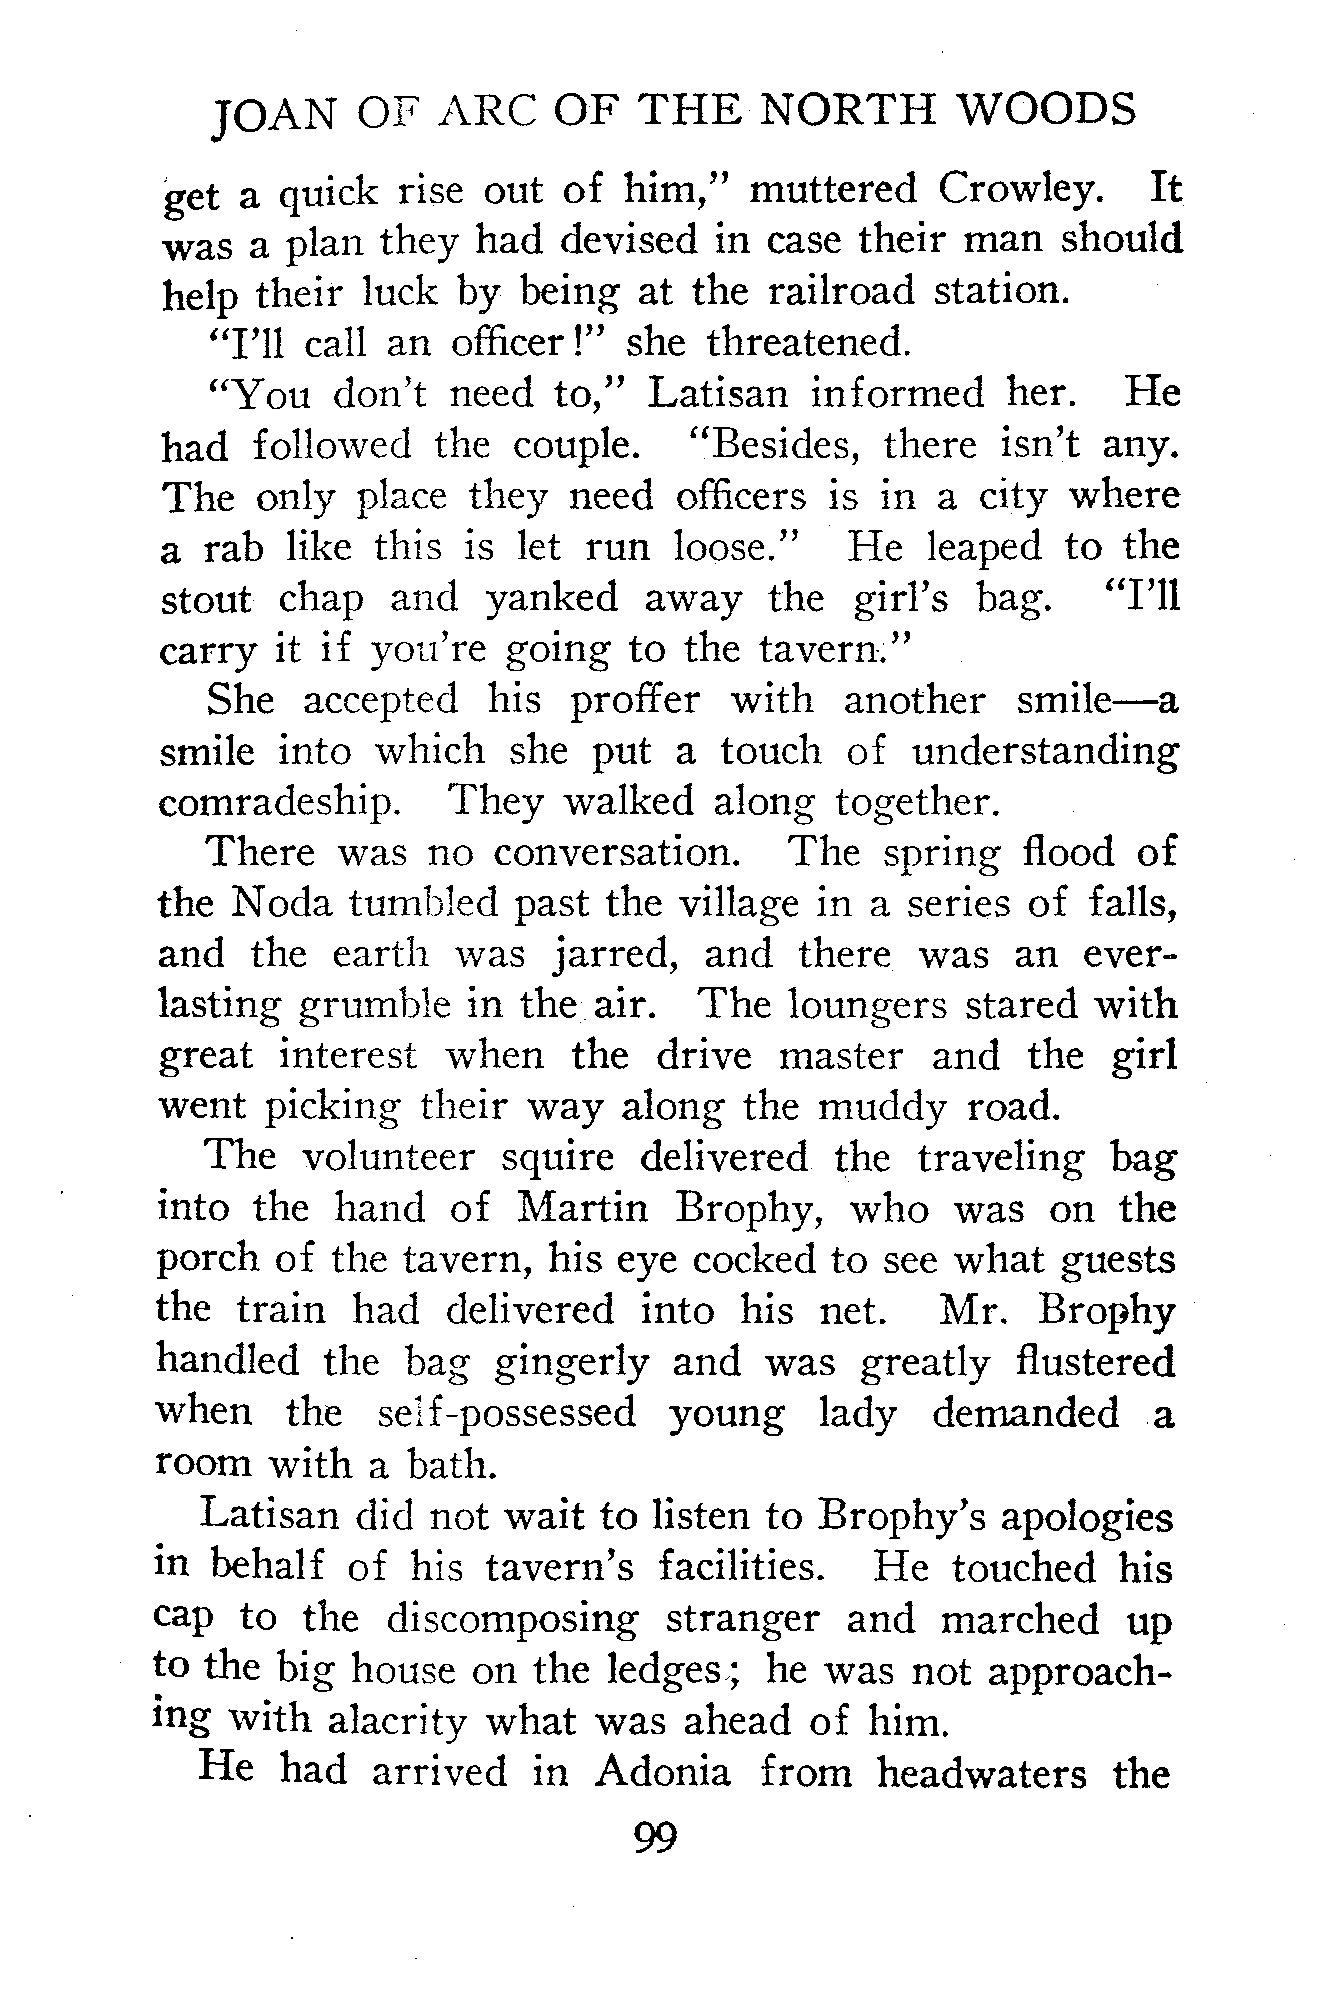 JOAN OF ARC OF THE NORTH WOODS
get a quick rise out of him,” muttered Crowley. It
was a plan they had devised in case their man should
help their luck by being at the railroad station.
“I’ll call an officer!” she threatened.
“You don’t need to,” Latisan informed her. He
had followed the couple. “Besides, there isn’t any.
The only place they need officers is in a city where
a rab like this is let run loose.” He leaped to the
stout chap and yanked away the girl’s bag. “I’ll
carry it if you’re going to the tavern.”
She accepted his proffer with another smile—a
smile into which she put a touch of understanding
comradeship. They walked along together.
There was no conversation. The spring flood of
the Noda tumbled past the village in a series of falls,
and the earth was jarred, and there was an ever-
lasting grumble in the air. The loungers stared with
great interest when the drive master and the girl
went picking their way along the muddy road.
The volunteer squire delivered the traveling bag
into the hand of Martin Brophy, who was on the
porch of the tavern, his eye cocked to see what guests
the train had delivered into his net. Mr. Brophy
handled the bag gingerly and was greatly flustered
when the self-possessed young lady demanded a
room with a bath.
Latisan did not wait to listen to Brophy’s apologies
in behalf of his tavern’s facilities. He touched his
cap to the discomposing stranger and marched up
to the big house on the ledges; he was not approach-
ing with alacrity what was ahead of him.
He had arrived in Adonia from headwaters the
99